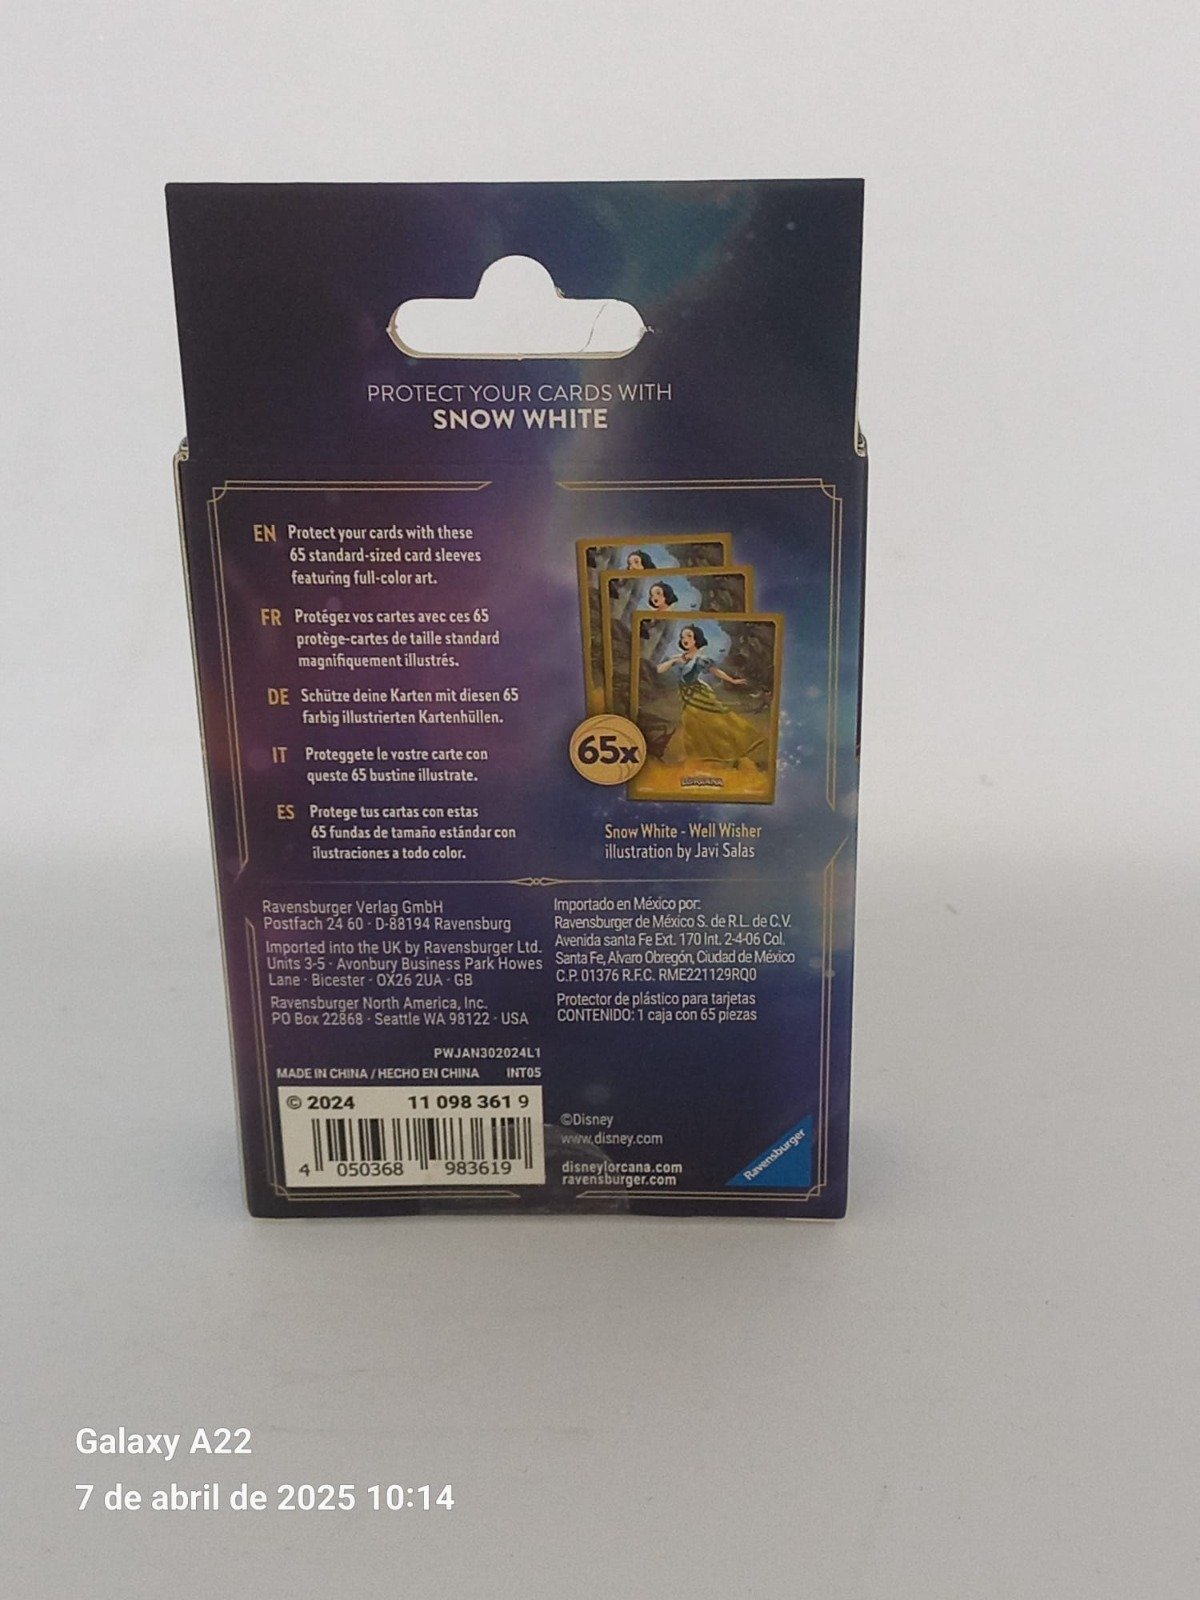 PROTECT YOUR CARDS WITH
SNOW WHITE
EN Protect your cards with these
65 standard-sized card sleeves
featuring full-color art.
FR Protégez vos cartes avec ces 65
protège-cartes de taille standard
magnifiquement illustrés.
DE Schütze deine Karten mit diesen 65
farbig illustrierten Kartenhüllen.
IT Proteggete le vostre carte con
queste 65 bustine illustrate.
ES Protege tus cartas con estas
65 fundas de tamaño estándar con
ilustraciones a todo color.
65x
LORCANA
Snow White - Well Wisher
illustration by Javi Salas
Ravensburger Verlag GmbH
Postfach 24 60 · D-88194 Ravensburg
Imported into the UK by Ravensburger Ltd.
Units 3-5 · Avonbury Business Park Howes
Lane · Bicester · OX26 2UA · GB
Ravensburger North America, Inc.
PO Box 22868 · Seattle WA 98122 · USA
Importado en México por:
Ravensburger de México S. de R.L. de C.V.
Avenida santa Fe Ext. 170 Int. 2-4-06 Col.
Santa Fe, Alvaro Obregón, Ciudad de México
C.P. 01376 R.F.C. RME221129RQ0
Protector de plástico para tarjetas
CONTENIDO: 1 caja con 65 piezas
PWJAN302024L1
MADE IN CHINA / HECHO EN CHINA INT05
© 2024 11 098 361 9
4 050368 983619
©Disney
www.disney.com
disneylorcana.com
ravensburger.com
Ravensburger
Galaxy A22
7 de abril de 2025 10:14